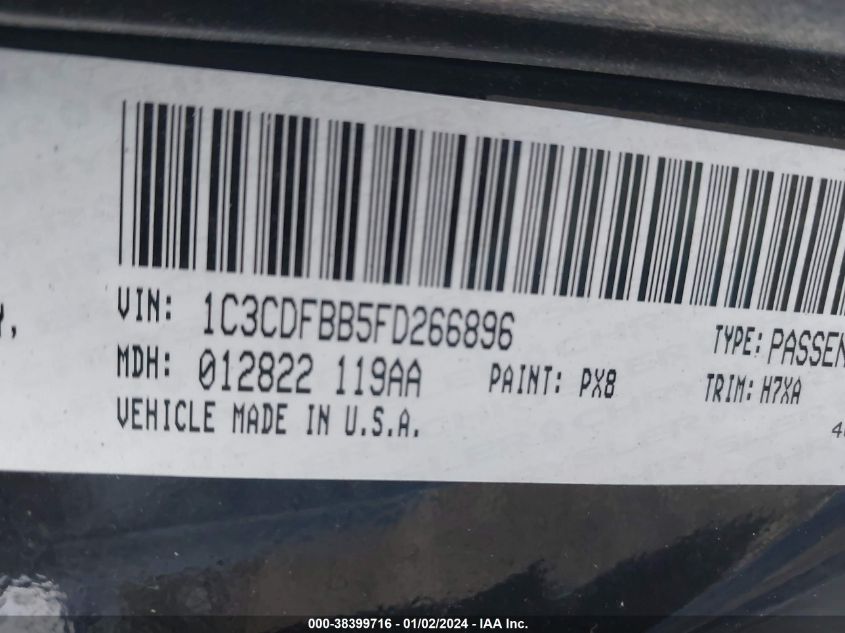 VIN: 1C3CDFBB5FD266896
TYPE: PASSEN
MDH: 012822 119AA
PAINT: PX8
TRIM: H7XA
VEHICLE MADE IN U.S.A.
000-38399716 - 01/02/2024 - IAA Inc.